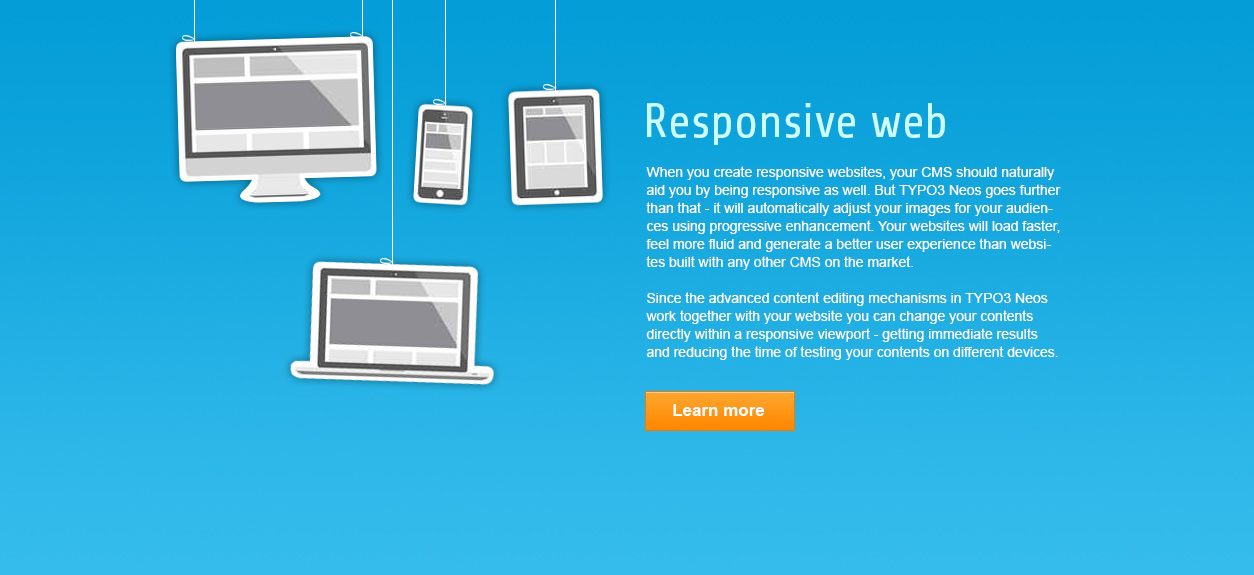 Responsive web
When you create responsive websites, your CMS should naturally
aid you by being responsive as well. But TYPO3 Neos goes further
than that - it will automatically adjust your images for your audien-
ces using progressive enhancement. Your websites will load faster,
feel more fluid and generate a better user experience than websi-
tes built with any other CMS on the market.
Since the advanced content editing mechanisms in TYPO3 Neos
work together with your website you can change your contents
directly within a responsive viewport - getting immediate results
and reducing the time of testing your contents on different devices.
Learn more